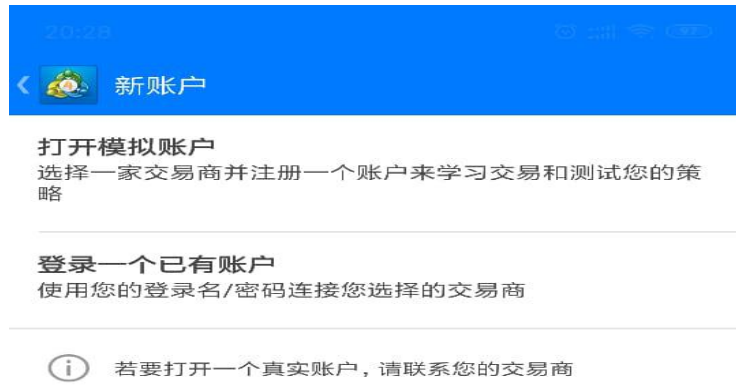 20:28
新账户
打开模拟账户
选择一家交易商并注册一个账户来学习交易和测试您的策
略
登录一个已有账户
使用您的登录名/密码连接您选择的交易商
若要打开一个真实账户，请联系您的交易商